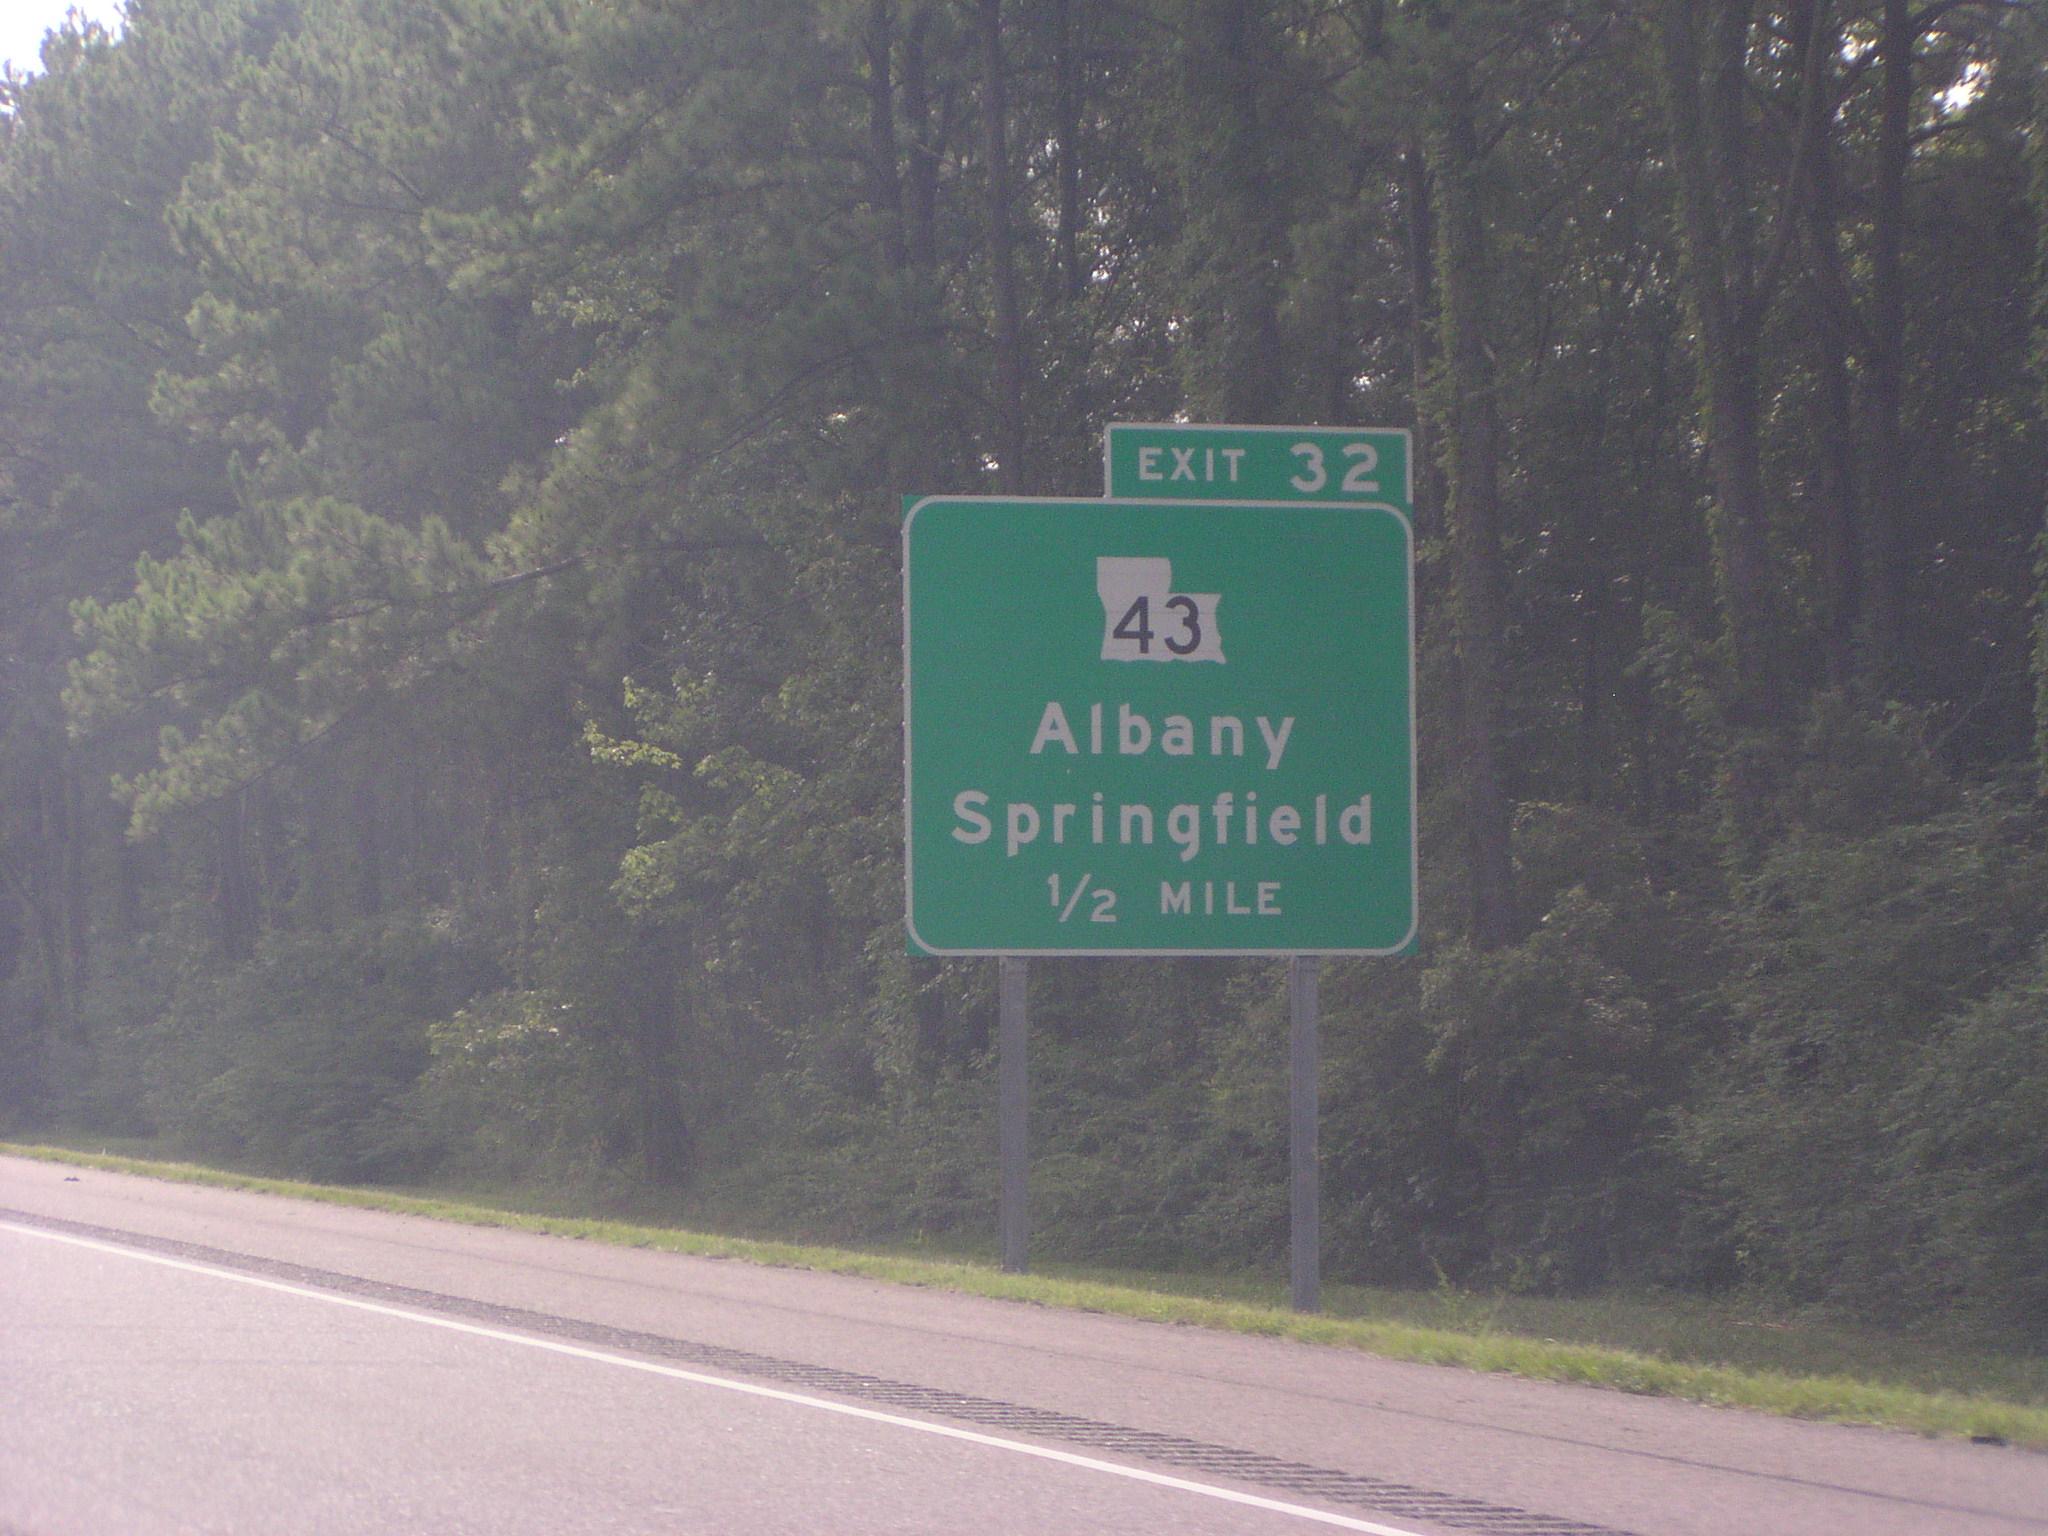 EXIT 32
43
Albany
Springfield
1/2 MILE